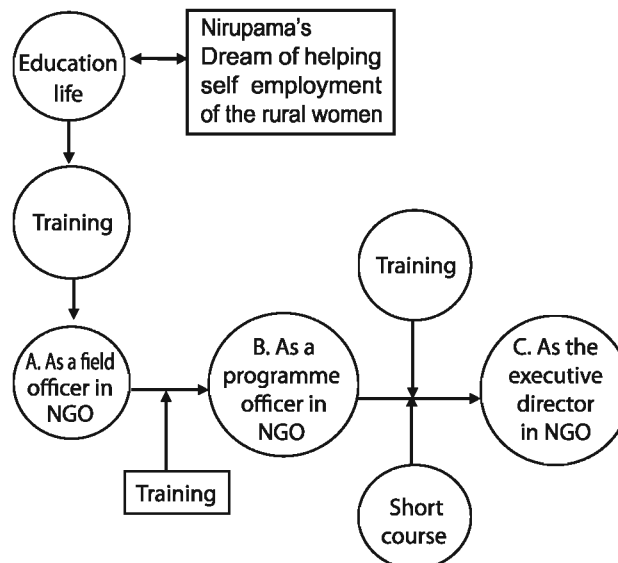 Education
life
Nirupama's
Dream of helping
self employment
of the rural women
Training
Training
A. As a field
officer in
NGO
B. As a
programme
officer in
NGO
C. As the
executive
director
in NGO
Training
Short
course